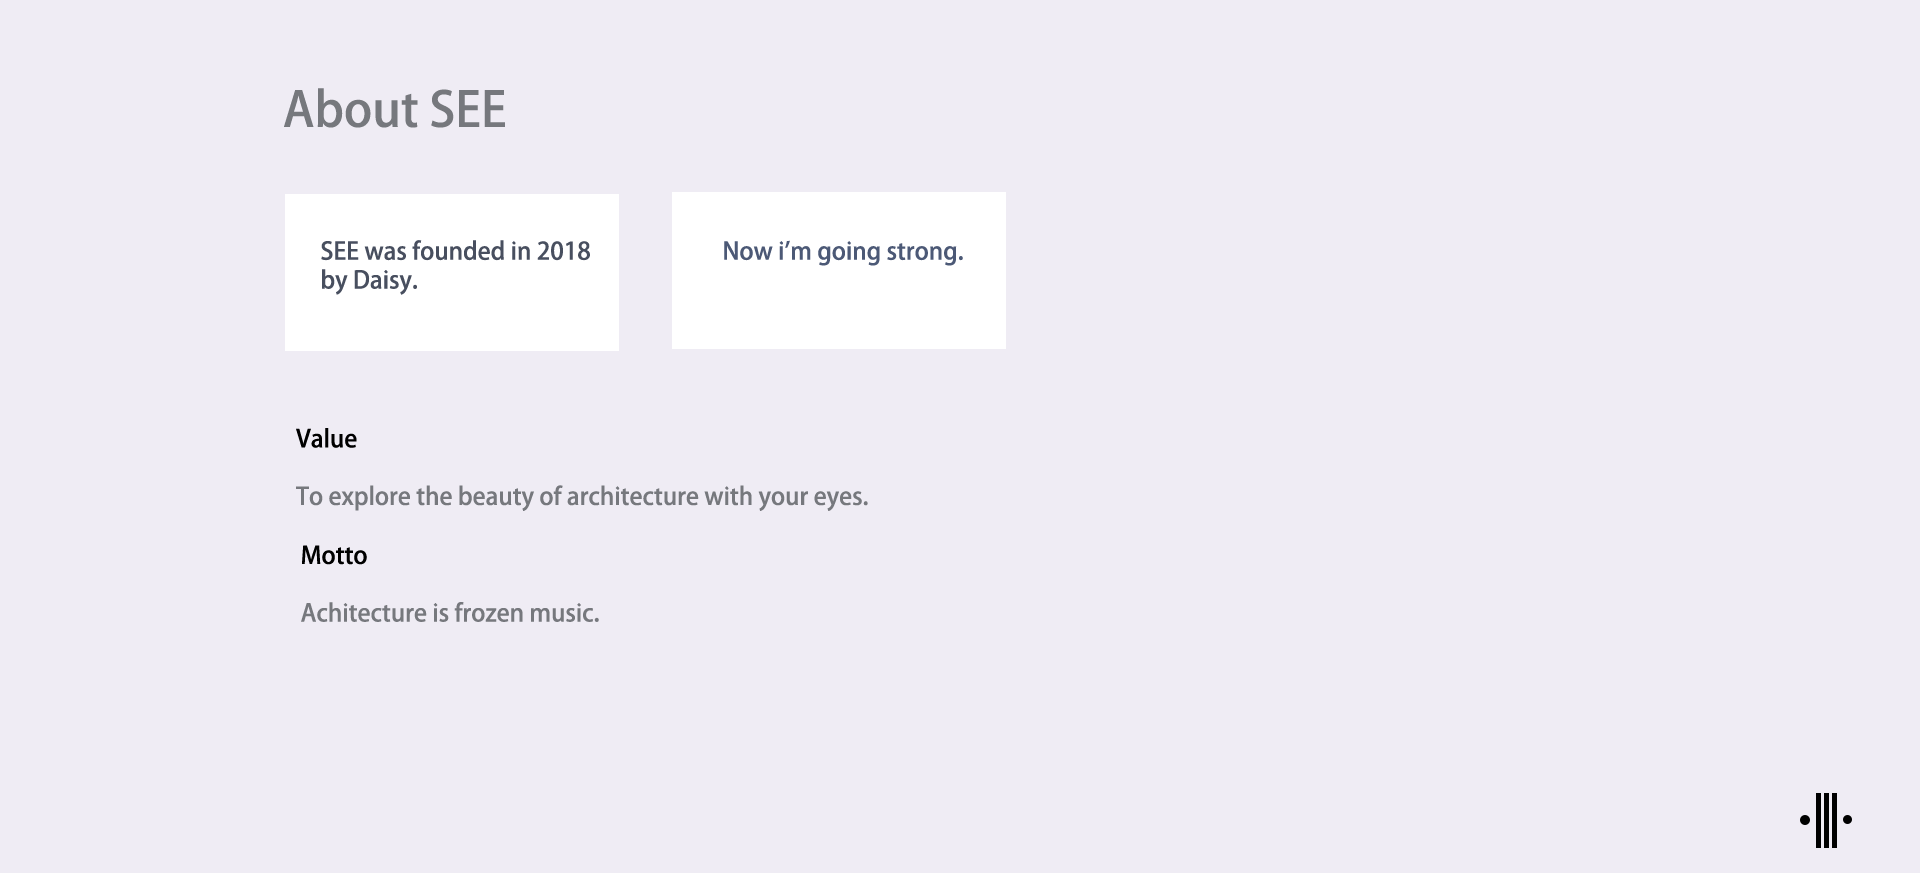 About SEE
SEE was founded in 2018
by Daisy.
Now i’m going strong.
Value
To explore the beauty of architecture with your eyes.
Motto
Achitecture is frozen music.